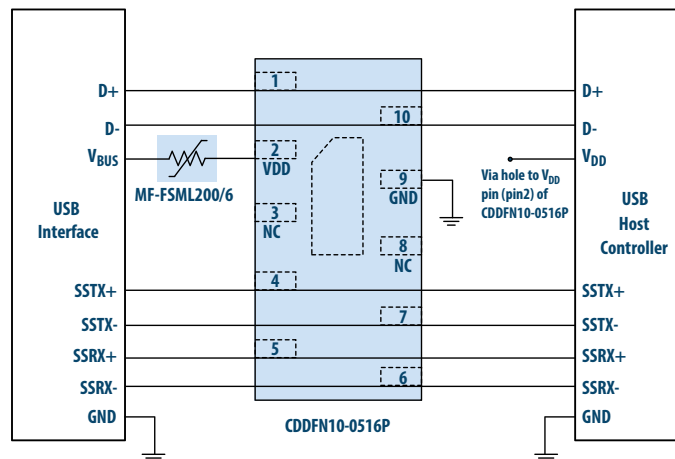 D+
D-
VBUS
MF-FSML200/6
USB
Interface
SSTX+
SSTX-
SSRX+
SSRX-
GND
1
10
2
VDD
9
GND
3
NC
8
NC
4
7
5
6
CDDFN10-0516P
Via hole to VDD
pin (pin2) of
CDDFN10-0516P
D+
D-
VDD
USB
Host
Controller
SSTX+
SSTX-
SSRX+
SSRX-
GND